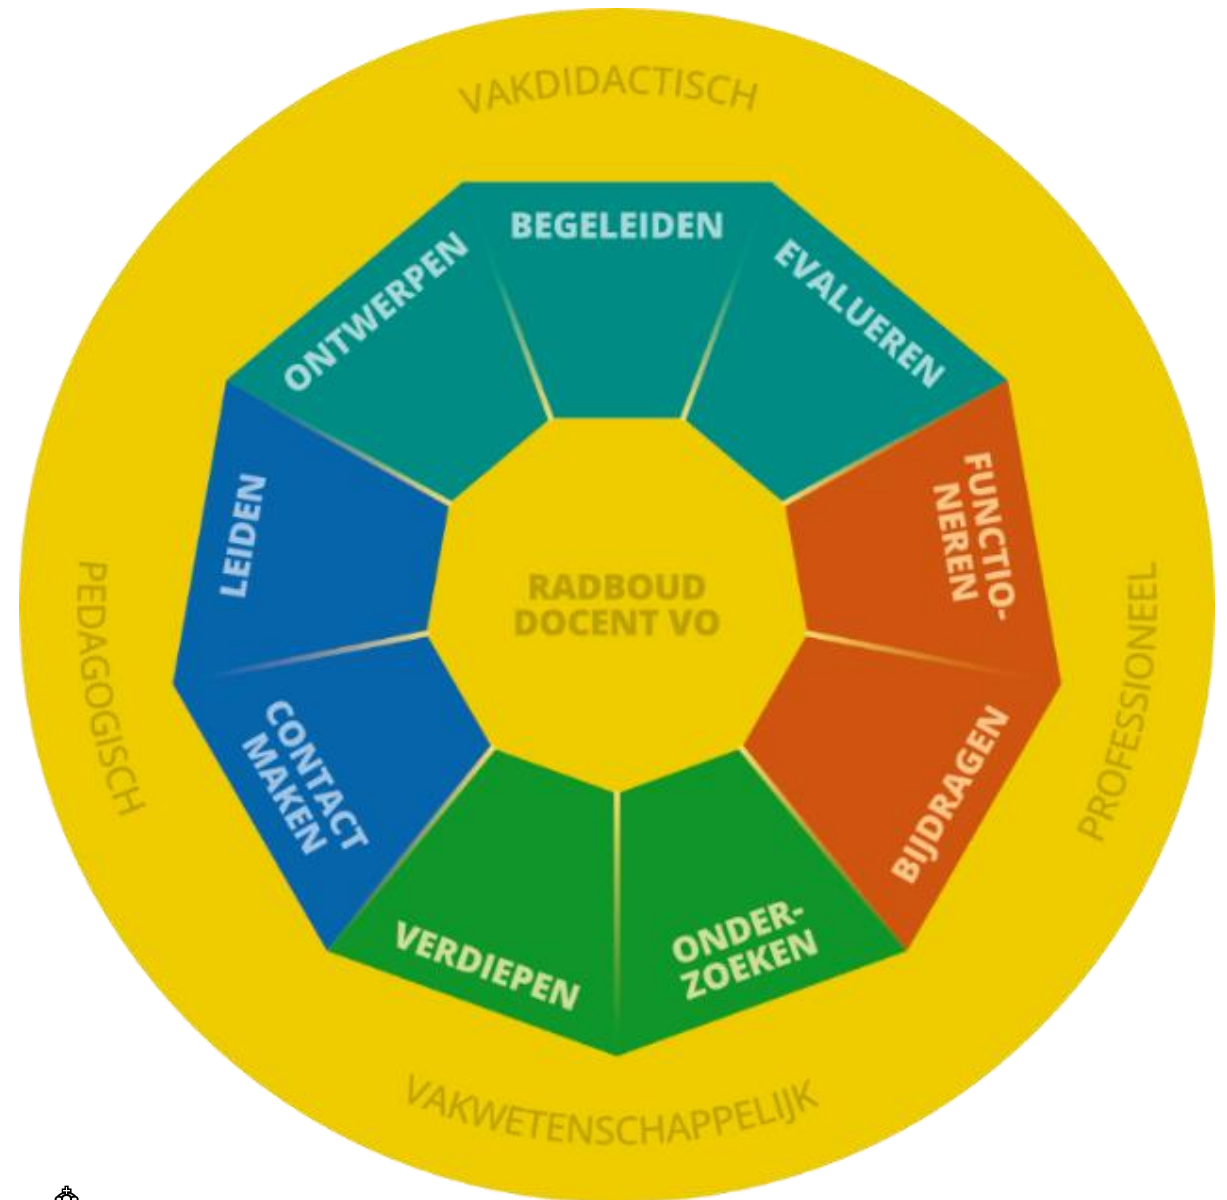 VAKDIDACTISCH
BEGELEIDEN
ONTWERPEN
EVALUEREN
LEIDEN
FUNCTIO-
NEREN
RADBOUD
DOCENT VO
PEDAGOGISCH
PROFESSIONEEL
CONTACT
MAKEN
BIJDRAGEN
VERDIEPEN
ONDER-
ZOEKEN
VAKWETENSCHAPPELIJK